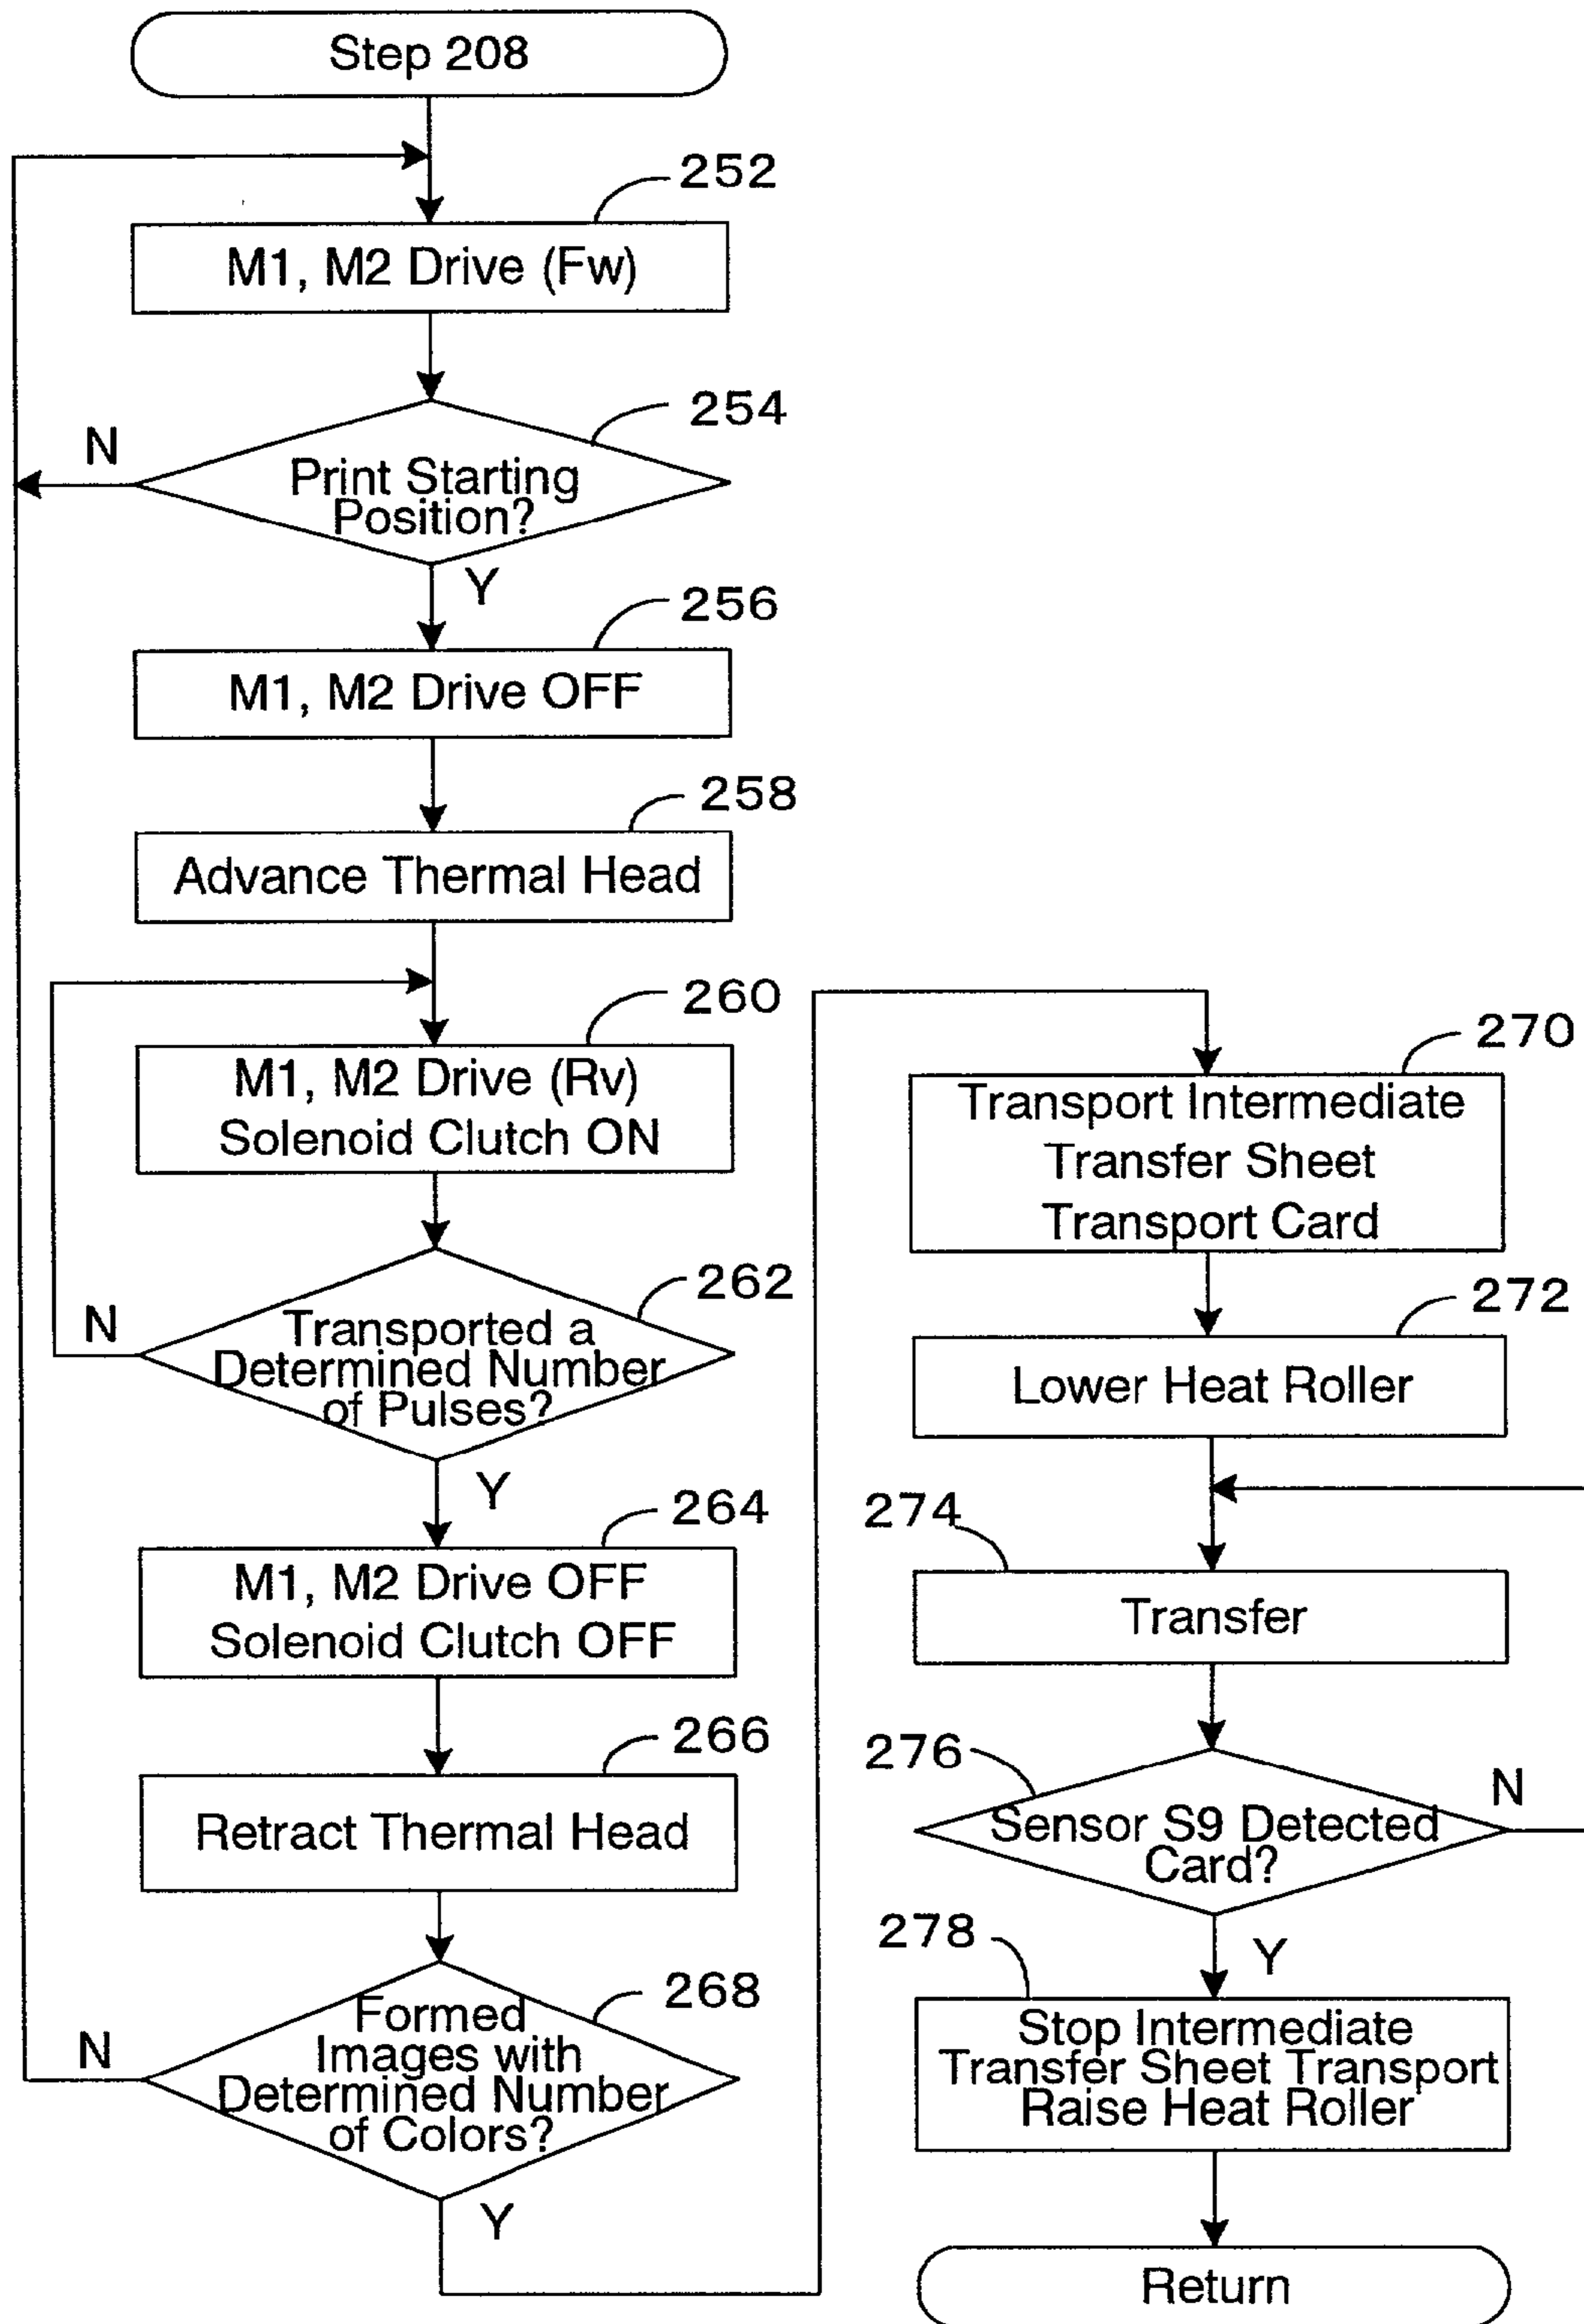 Step 208
252
M1, M2 Drive (Fw)
254
N
Print Starting
Position?
Y
256
M1, M2 Drive OFF
258
Advance Thermal Head
260
M1, M2 Drive (Rv)
Solenoid Clutch ON
262
N
Transported a
Determined Number
of Pulses?
Y
264
M1, M2 Drive OFF
Solenoid Clutch OFF
266
Retract Thermal Head
268
N
Formed
Images with
Determined Number
of Colors?
Y
270
Transport Intermediate
Transfer Sheet
Transport Card
272
Lower Heat Roller
274
Transfer
276
N
Sensor S9 Detected
Card?
Y
278
Stop Intermediate
Transfer Sheet Transport
Raise Heat Roller
Return